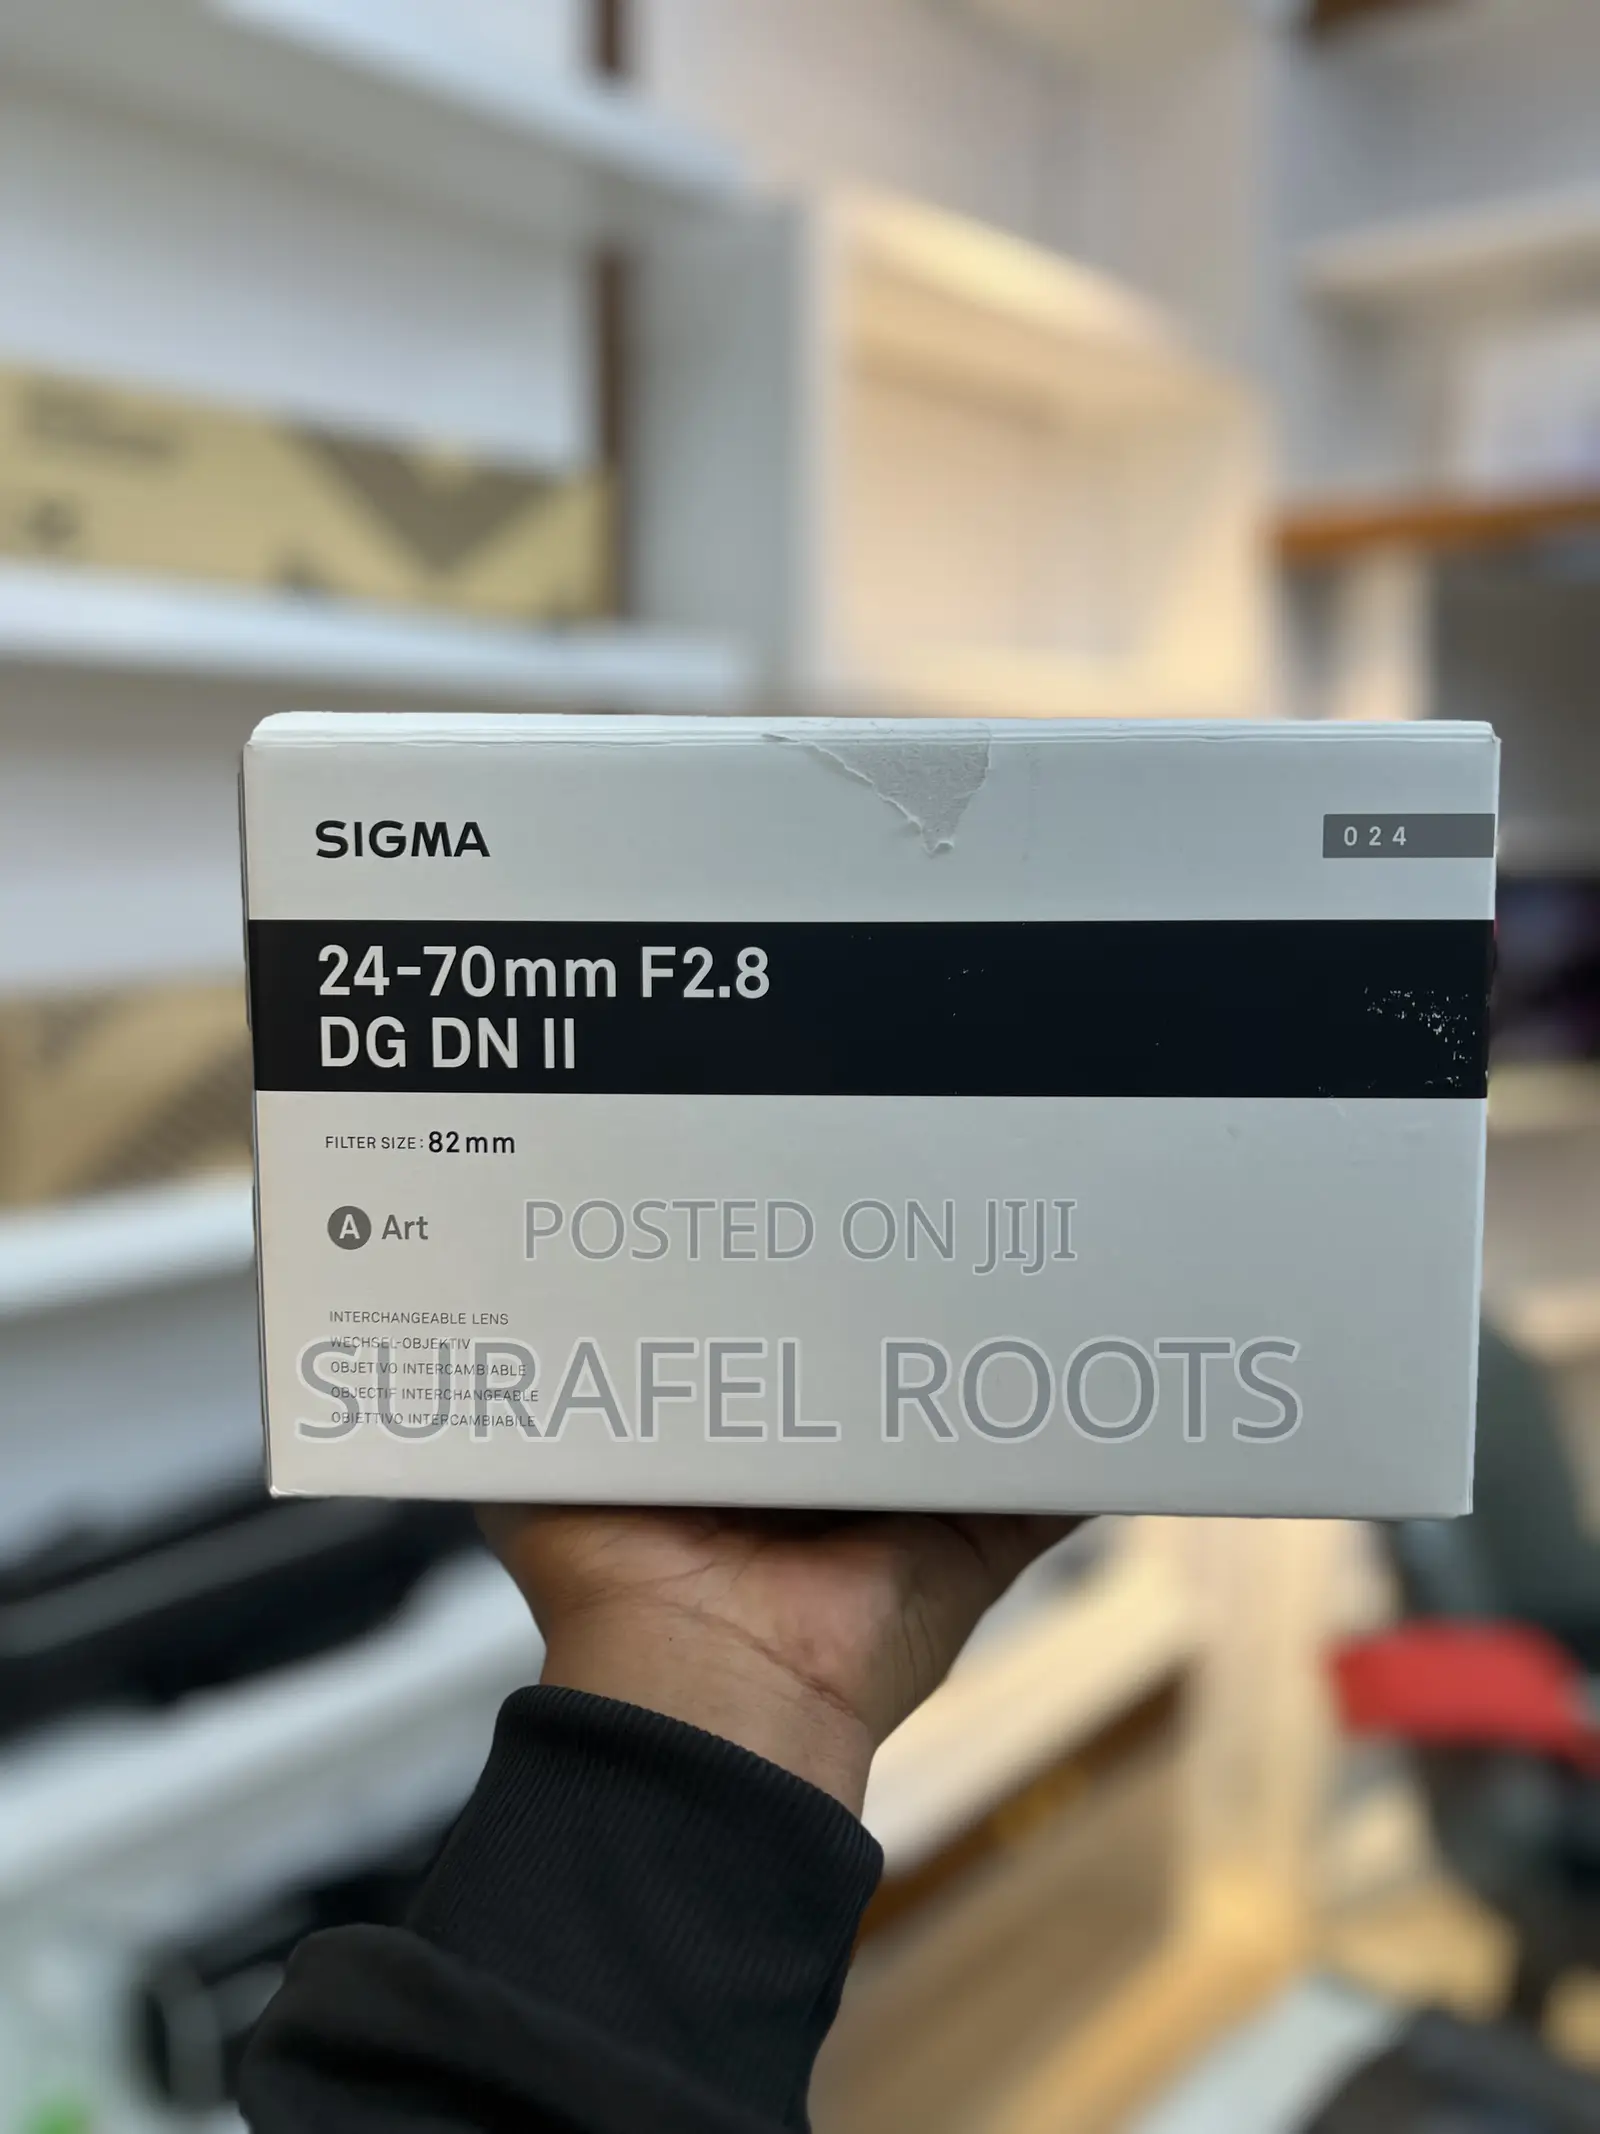 SIGMA
024
24-70mm F2.8
DG DN II
FILTER SIZE: 82mm
A Art
POSTED ON JIJI
INTERCHANGEABLE LENS
WECHSEL-OBJEKTIV
OBJETIVO INTERCAMBIABLE
OBJECTIF INTERCHANGEABLE
OBIETTIVO INTERCAMBIABILE
SURAFEL ROOTS